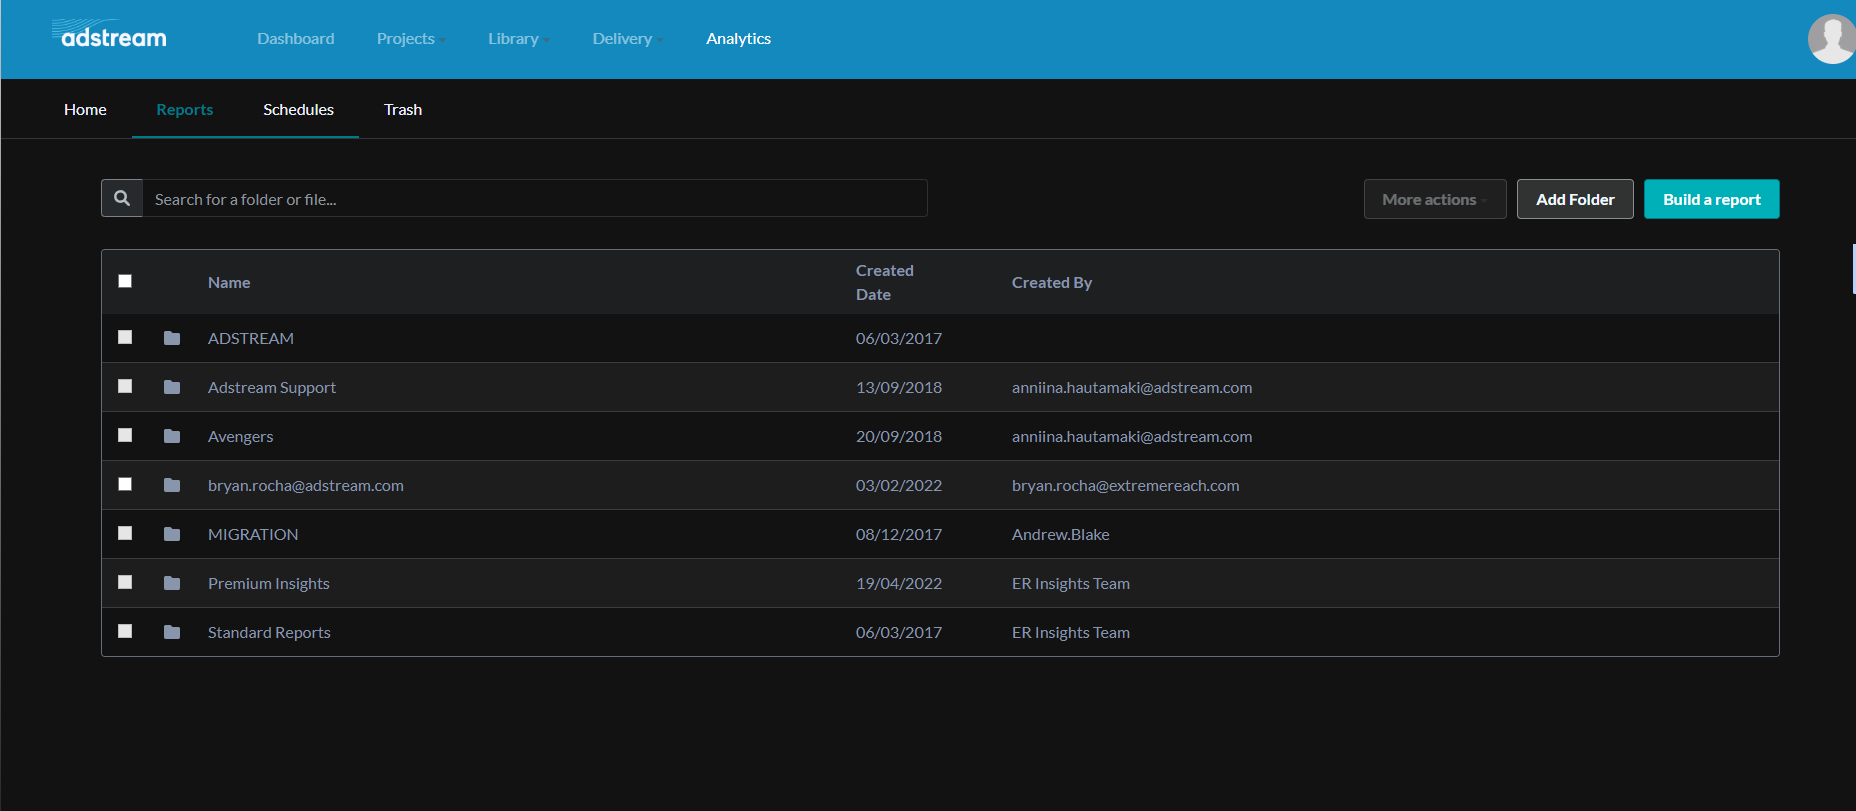 adstream Dashboard Projects Library Delivery Analytics
Home Reports Schedules Trash
Search for a folder or file... More actions Add Folder Build a report
Name Created Date Created By
ADSTREAM 06/03/2017
Adstream Support 13/09/2018 anniina.hautamaki@adstream.com
Avengers 20/09/2018 anniina.hautamaki@adstream.com
bryan.rocha@adstream.com 03/02/2022 bryan.rocha@extremereach.com
MIGRATION 08/12/2017 Andrew.Blake
Premium Insights 19/04/2022 ER Insights Team
Standard Reports 06/03/2017 ER Insights Team